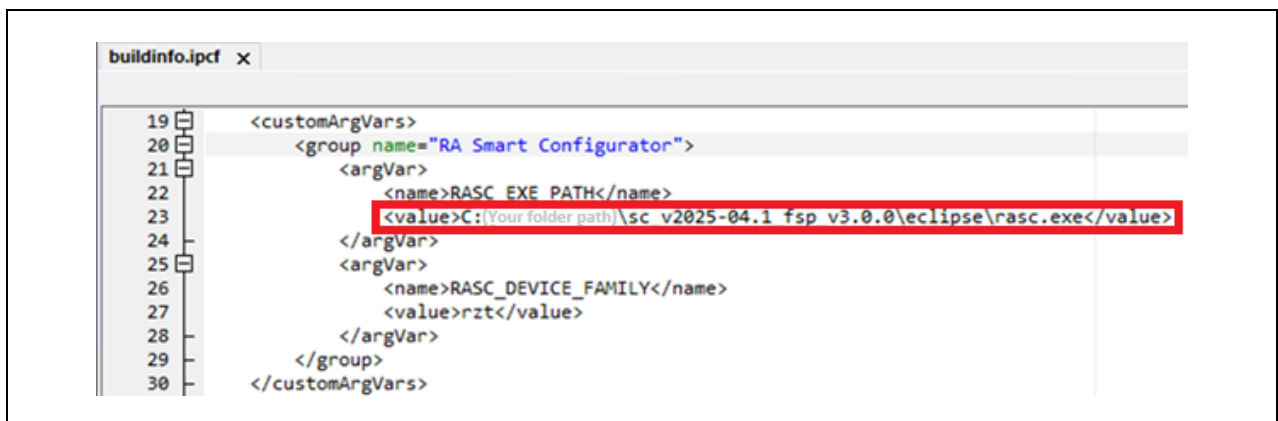 buildinfo.ipcf x
19 <customArgVars>
20 <group name="RA Smart Configurator">
21 <argVar>
22 <name>RASC_EXE_PATH</name>
23 <value>C:(Your folder path)\sc_v2025-04.1_fsp_v3.0.0\eclipse\rasc.exe</value>
24 </argVar>
25 <argVar>
26 <name>RASC_DEVICE_FAMILY</name>
27 <value>rzt</value>
28 </argVar>
29 </group>
30 </customArgVars>